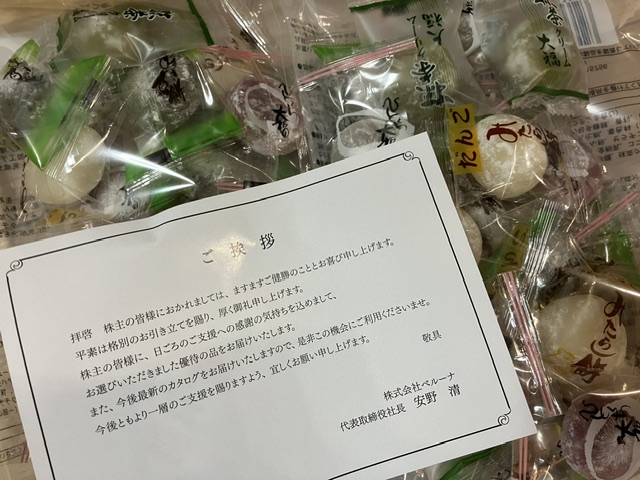 抹茶クリーム
大福
だんご
ご挨拶
拝啓　株主の皆様におかれましては、ますますご健勝のこととお喜び申し上げます。
平素は格別のお引き立てを賜り、厚く御礼申し上げます。
株主の皆様に、日ごろのご支援への感謝の気持ちを込めまして、
お選びいただきました優待の品をお届けいたします。
また、今後最新のカタログをお届けいたしますので、是非この機会にご利用くださいませ。
今後ともより一層のご支援を賜りますよう、宜しくお願い申し上げます。
敬具
株式会社ベルーナ
代表取締役社長　安野　清